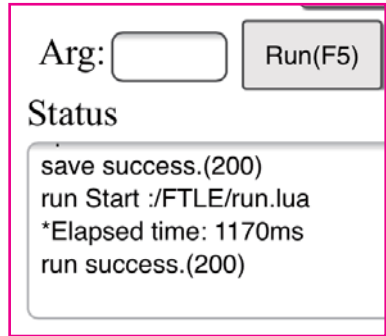 Arg:
Run(F5)
Status
save success.(200)
run Start :/FTLE/run.lua
*Elapsed time: 1170ms
run success.(200)